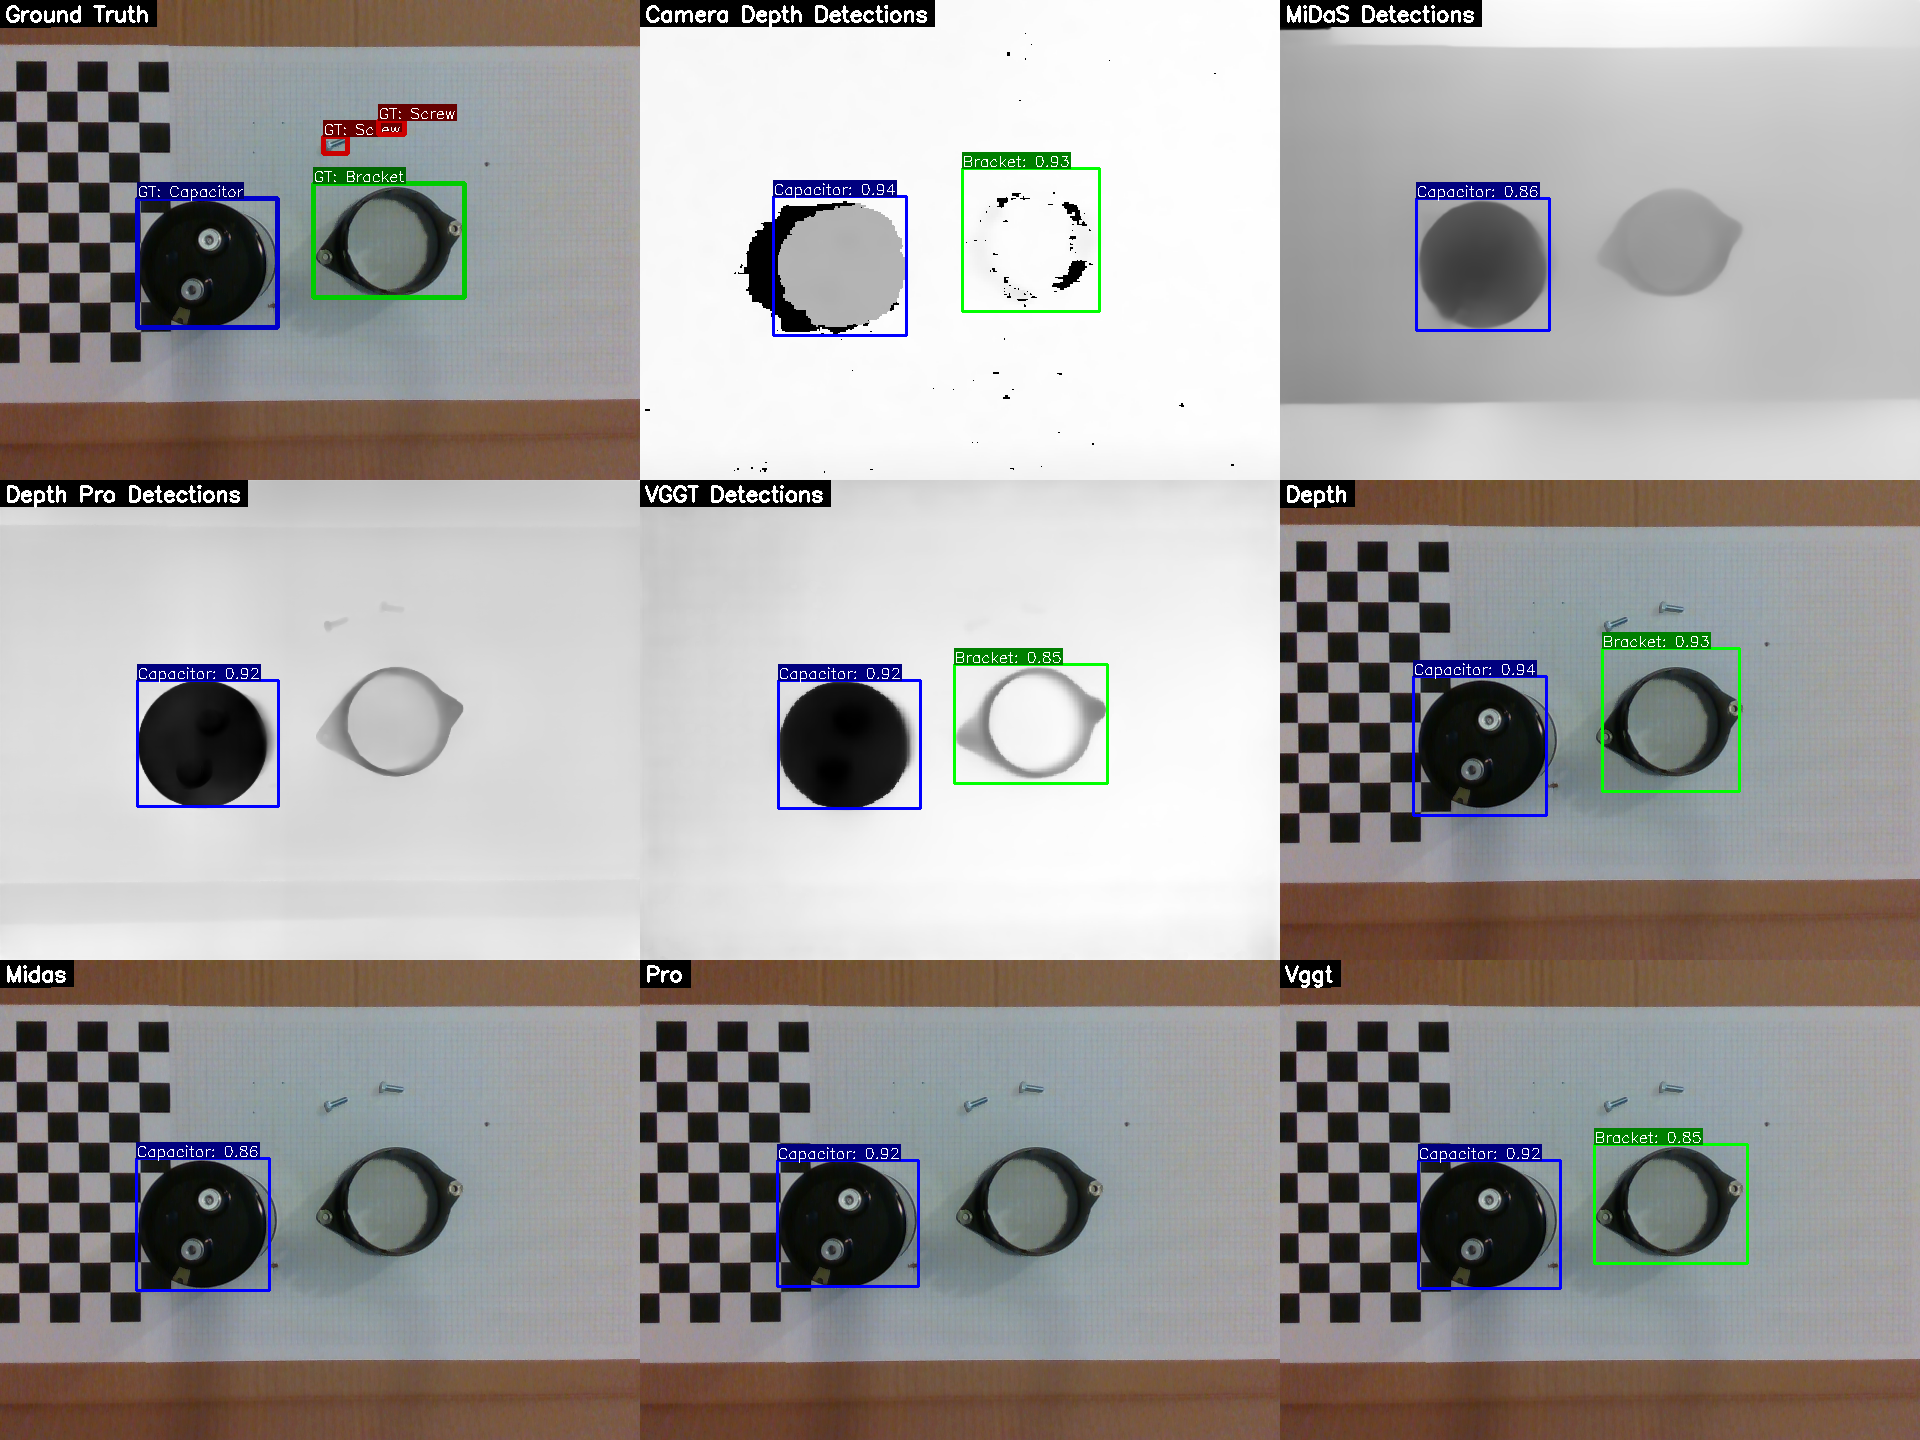 Ground Truth
GT: Screw
GT: Sc ew
GT: Bracket
GT: Capacitor
Camera Depth Detections
Bracket: 0.93
Capacitor: 0.94
MiDaS Detections
Capacitor: 0.86
Depth Pro Detections
Capacitor: 0.92
VGGT Detections
Bracket: 0.85
Capacitor: 0.92
Depth
Bracket: 0.93
Capacitor: 0.94
Midas
Capacitor: 0.86
Pro
Capacitor: 0.92
Vggt
Bracket: 0.85
Capacitor: 0.92